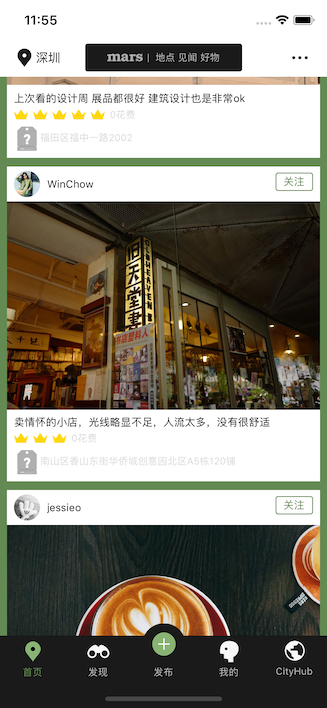 11:55
深圳
mars | 地点 见闻 好物
上次看的设计周 展品都很好 建筑设计也是非常ok
0花费
福田区福中一路2002
WinChow
关注
旧天堂書
OLDHEAVEN B
卖情怀的小店，光线略显不足，人流太多，没有很舒适
0花费
南山区香山东街华侨城创意园北区A5栋120铺
jessieo
关注
首页
发现
发布
我的
CityHub